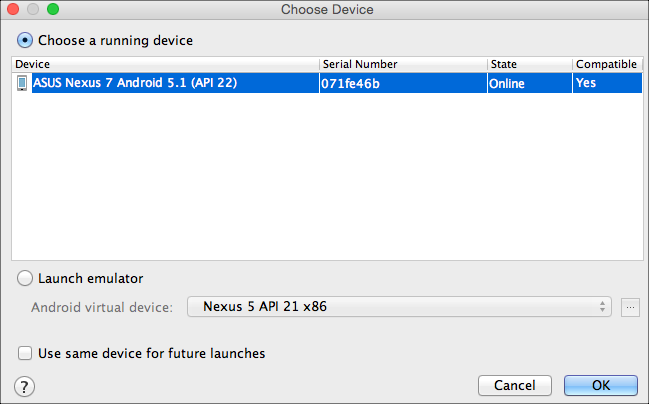 Choose Device
Choose a running device
Device Serial Number State Compatible
ASUS Nexus 7 Android 5.1 (API 22) 071fe46b Online Yes
Launch emulator
Android virtual device: Nexus 5 API 21 x86 ...
Use same device for future launches
? Cancel OK